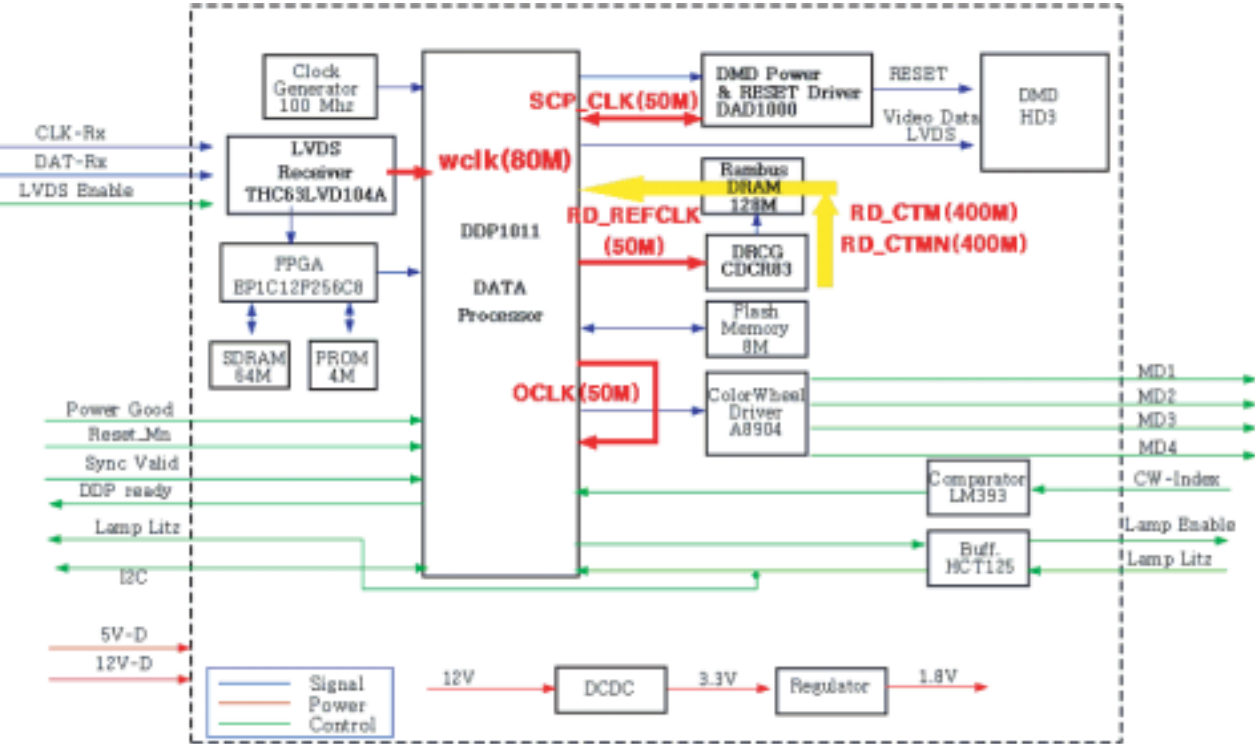 Clock
Generator
100 Mhz
CLK-Rx
DAT-Rx
LVDS Enable
LVDS
Receiver
THC63LVD104A
FPGA
EP1C12F256C8
SDRAM
64M
PROM
4M
wclk(80M)
DDP1011
DATA
Processor
SCP_CLK(50M)
DMD Power
& RESET Driver
DAD1000
RESET
Video Data
LVDS
DMD
HD3
Rambus
DRAM
128M
RD_REFCLK
(50M)
RD_CTM(400M)
RD_CTMN(400M)
DRCG
CDCR83
Flash
Memory
8M
OCLK(50M)
ColorWheel
Driver
A8904
MD1
MD2
MD3
MD4
Power Good
Reset_Mn
Sync Valid
DDP ready
Lamp Litz
I2C
Comparator
LM393
CW-Index
Buff.
HCT125
Lamp Enable
Lamp Litz
5V-D
12V-D
Signal
Power
Control
12V
DCDC
3.3V
Regulator
1.8V